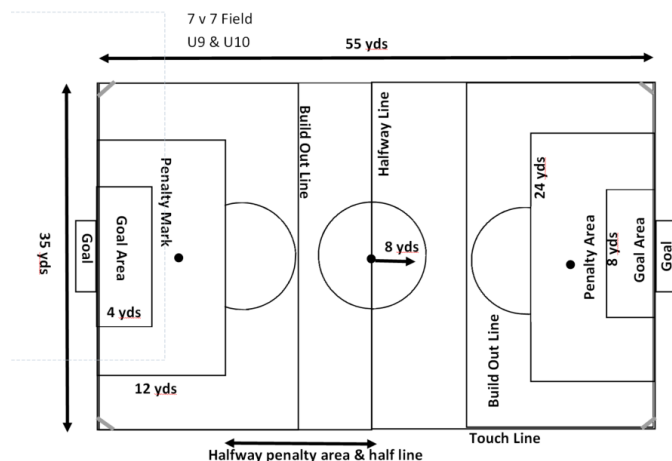 7 v 7 Field
U9 & U10
55 yds
35 yds
Goal
Goal Area
4 yds
Penalty Mark
12 yds
Build Out Line
Halfway Line
8 yds
24 yds
Penalty Area
8 yds
Goal Area
Goal
Build Out Line
Touch Line
Halfway penalty area & half line